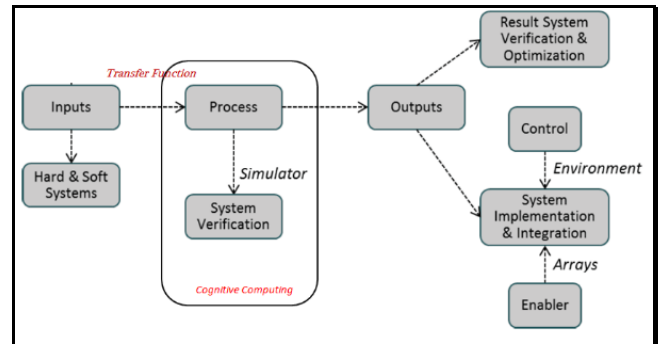 Result System
Verification &
Optimization
Transfer Function
Inputs
Process
Outputs
Control
Hard & Soft
Systems
Simulator
Environment
System
Verification
System
Implementation
& Integration
Arrays
Cognitive Computing
Enabler